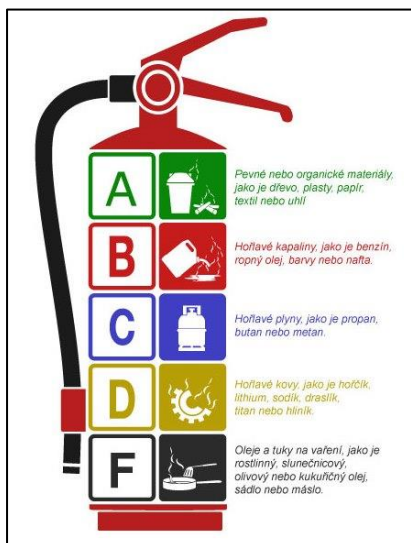 A
Pevné nebo organické materiály,
jako je dřevo, plasty, papír,
textil nebo uhlí
B
Hořlavé kapaliny, jako je benzín,
ropný olej, barvy nebo nafta.
C
Hořlavé plyny, jako je propan,
butan nebo metan.
D
Hořlavé kovy, jako je hořčík,
lithium, sodík, draslík,
titan nebo hliník.
F
Oleje a tuky na vaření, jako je
rostlinný, slunečnicový,
olivový nebo kukuřičný olej,
sádlo nebo máslo.